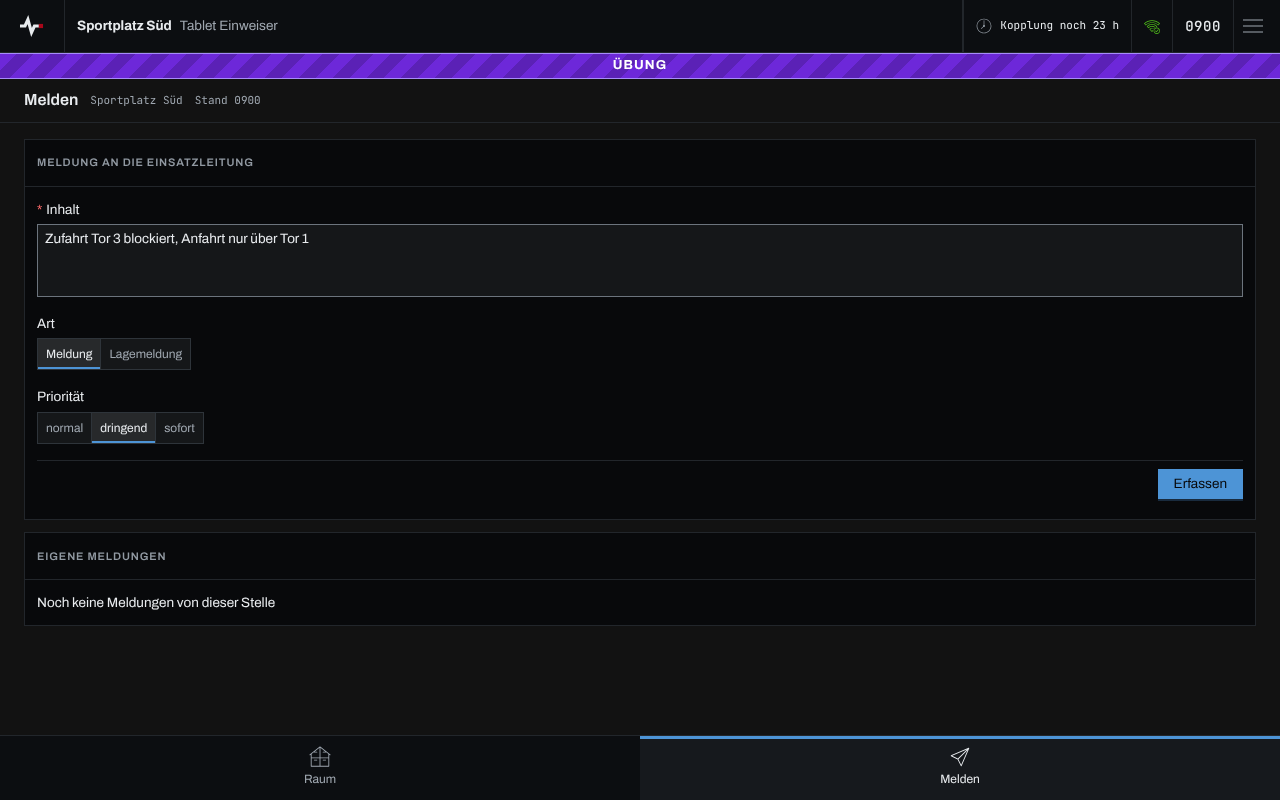 Sportplatz Süd Tablet Einweiser
Kopplung noch 23 h
0900
ÜBUNG
Melden Sportplatz Süd Stand 0900
MELDUNG AN DIE EINSATZLEITUNG
* Inhalt
Zufahrt Tor 3 blockiert, Anfahrt nur über Tor 1
Art
Meldung Lagemeldung
Priorität
normal dringend sofort
Erfassen
EIGENE MELDUNGEN
Noch keine Meldungen von dieser Stelle
Raum
Melden